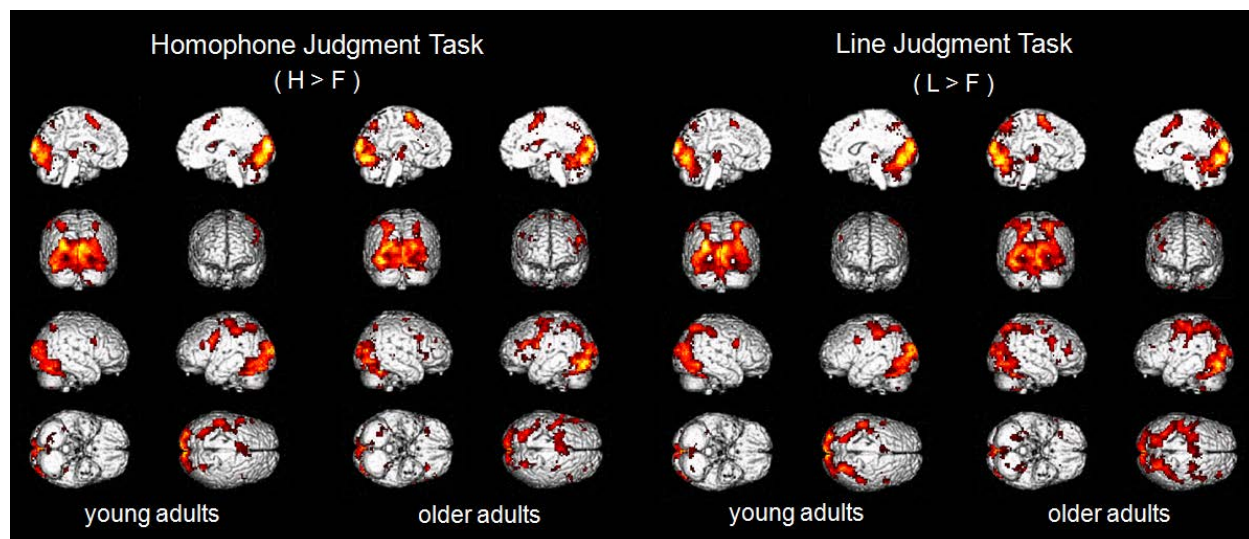 Homophone Judgment Task
( H > F )
Line Judgment Task
( L > F )
young adults
older adults
young adults
older adults